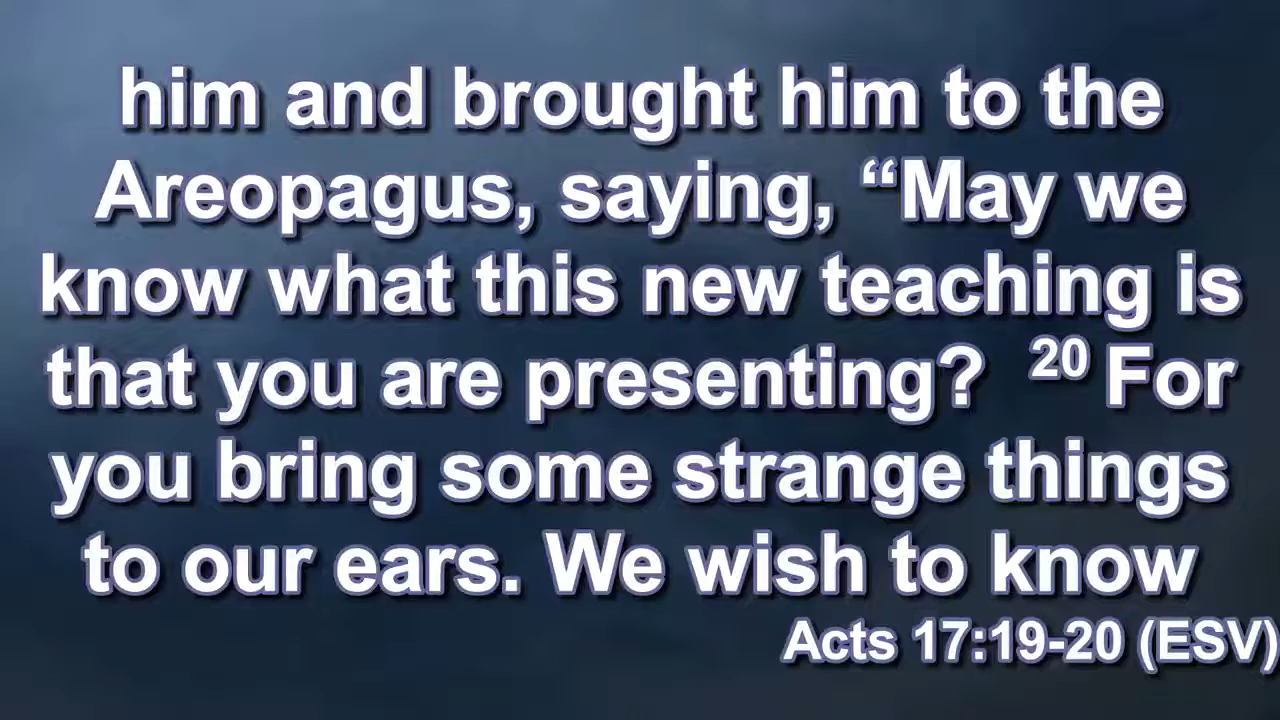 him and brought him to the
Areopagus, saying, “May we
know what this new teaching is
that you are presenting? 20 For
you bring some strange things
to our ears. We wish to know
Acts 17:19-20 (ESV)